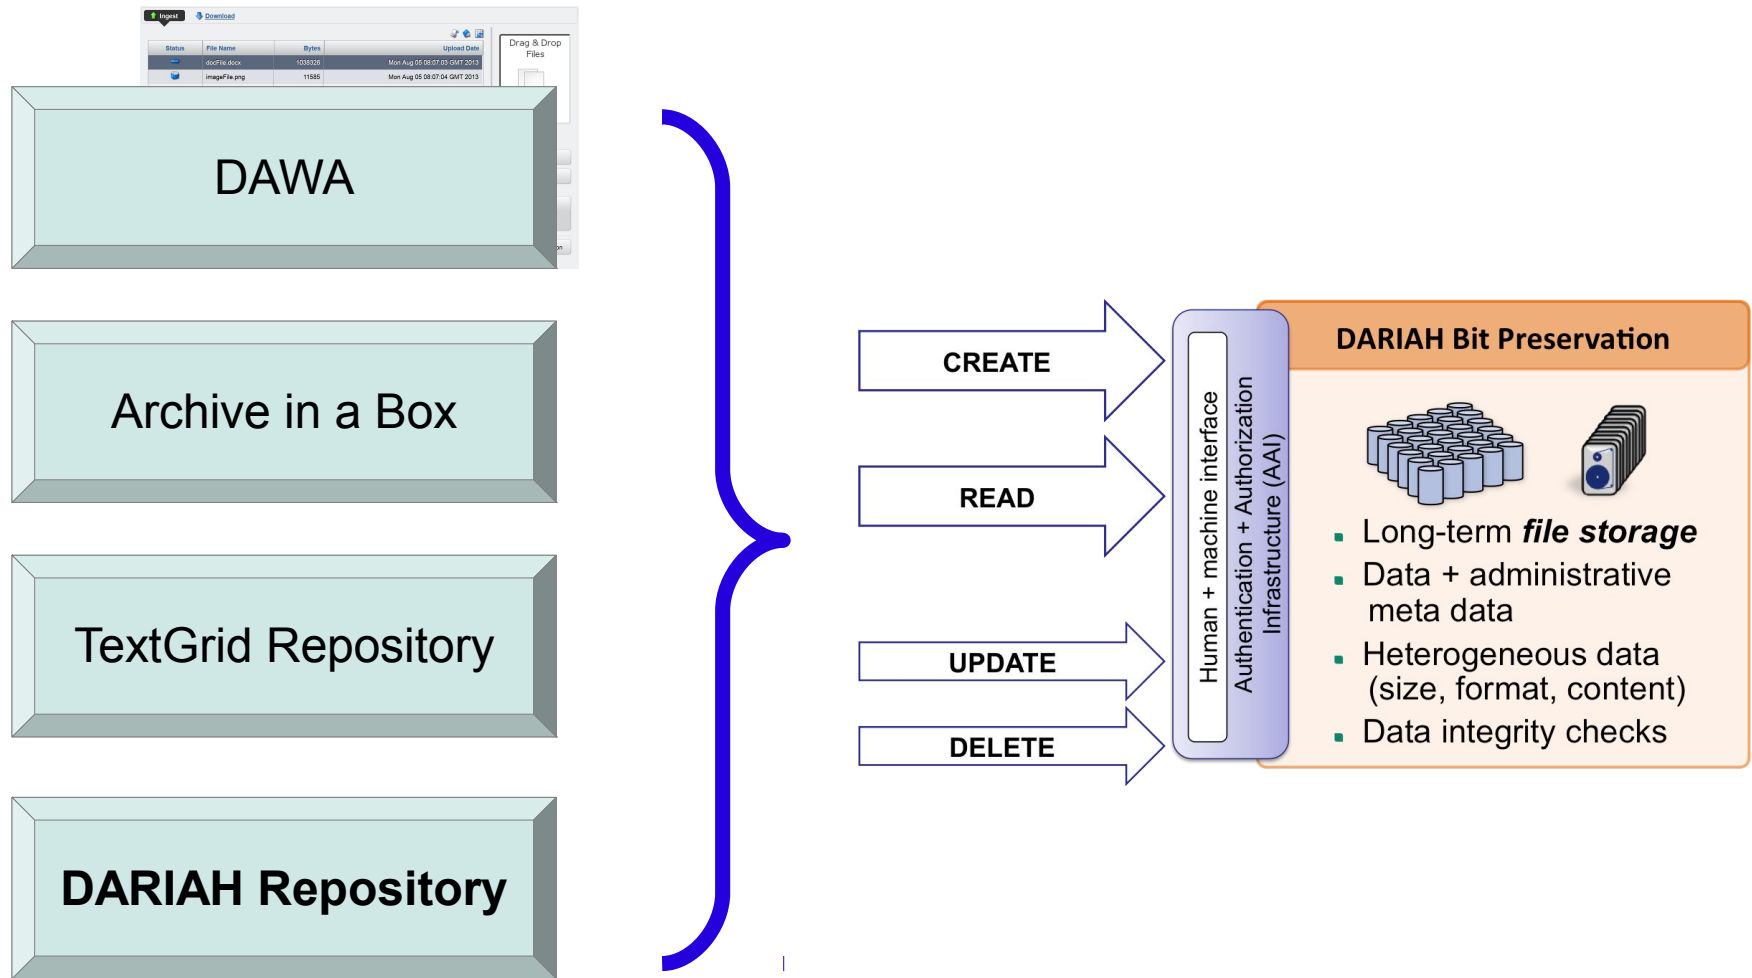 Ingest Download
Status File Name Bytes Upload Date
docFile.docx 1038326 Mon Aug 05 08:07:03 GMT 2013
imageFile.png 11585 Mon Aug 05 08:07:04 GMT 2013
Drag & Drop
Files
DAWA
Archive in a Box
TextGrid Repository
DARIAH Repository
CREATE
READ
UPDATE
DELETE
Human + machine interface
Authentication + Authorization
Infrastructure (AAI)
DARIAH Bit Preservation
Long-term file storage
Data + administrative
meta data
Heterogeneous data
(size, format, content)
Data integrity checks